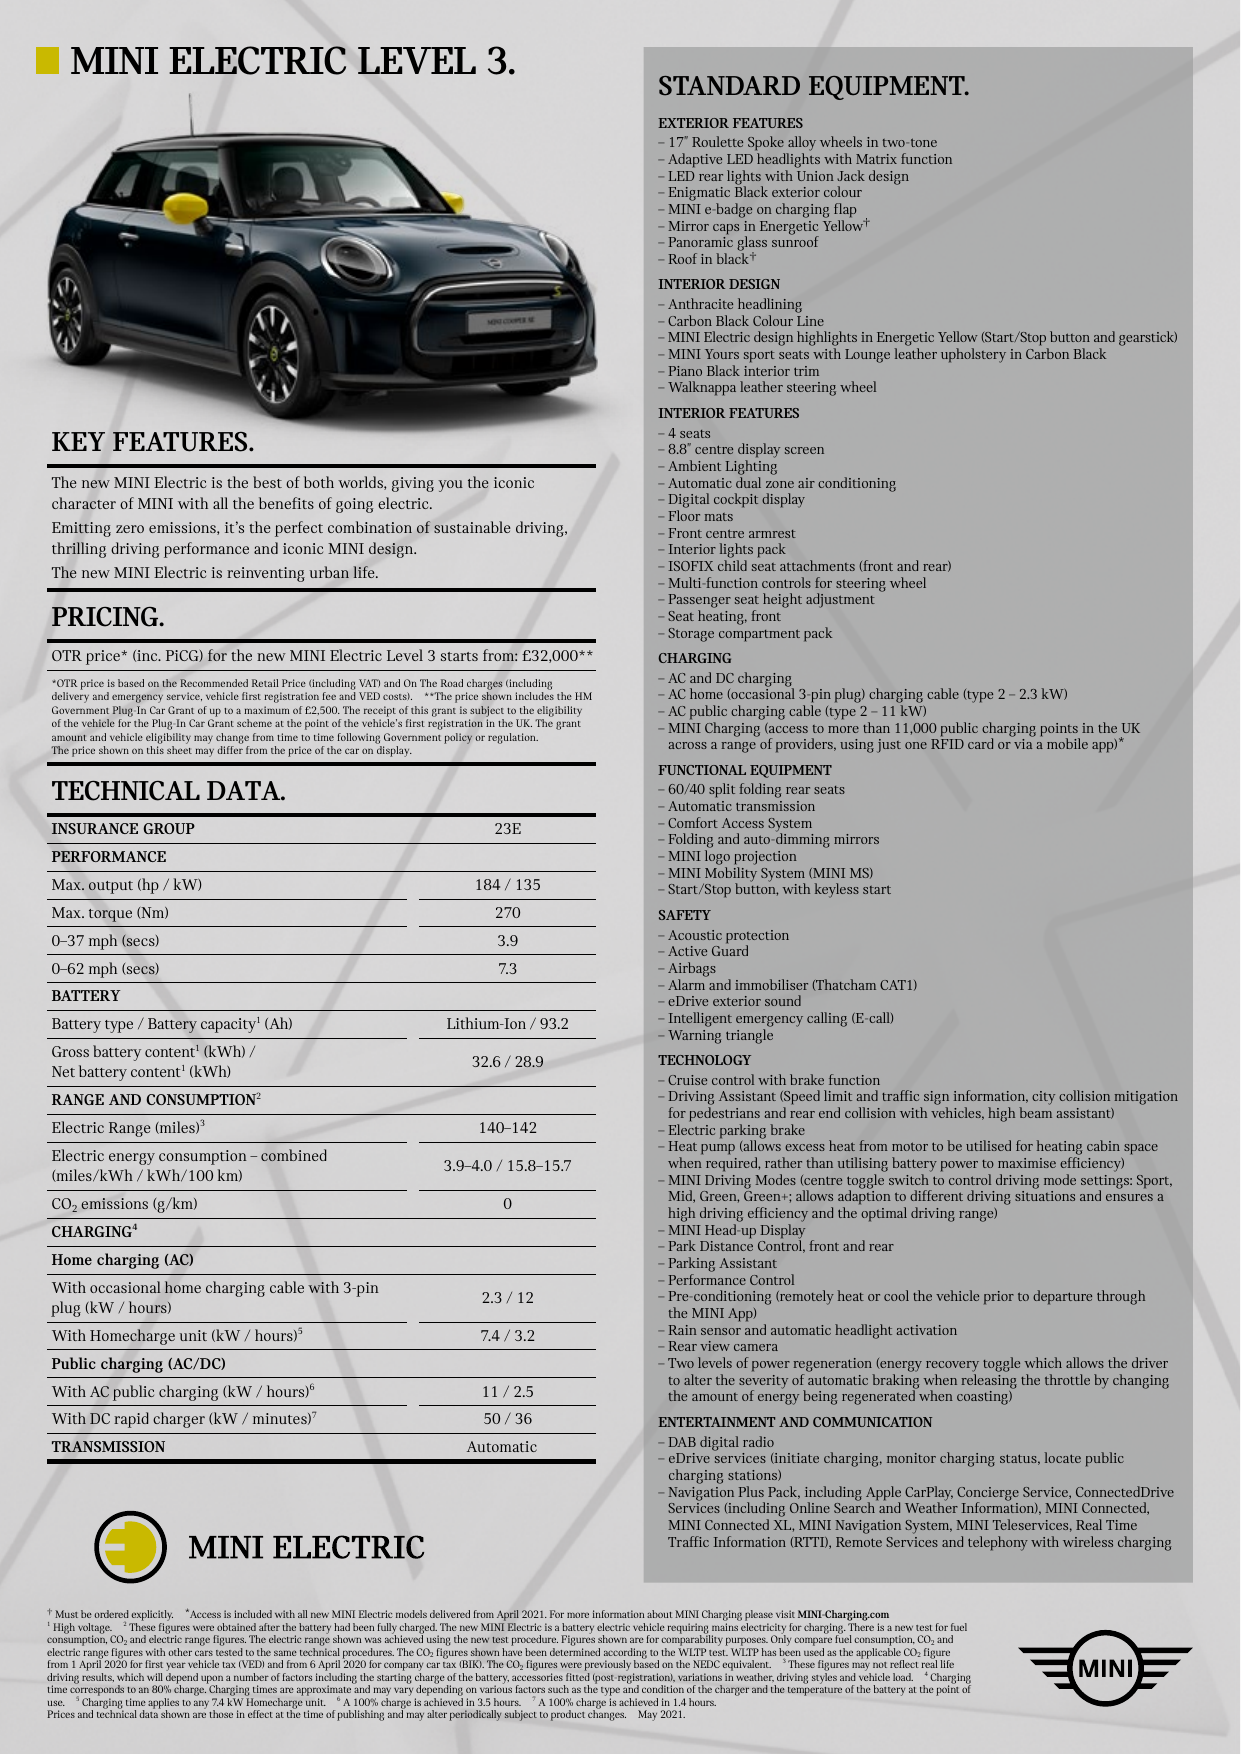 MINI ELECTRIC LEVEL 3.
MINI COOPER SE
KEY FEATURES.
The new MINI Electric is the best of both worlds, giving you the iconic
character of MINI with all the benefits of going electric.
Emitting zero emissions, it's the perfect combination of sustainable driving,
thrilling driving performance and iconic MINI design.
The new MINI Electric is reinventing urban life.
PRICING.
OTR price* (inc. PiCG) for the new MINI Electric Level 3 starts from: £32,000**
*OTR price is based on the Recommended Retail Price (including VAT) and On The Road charges (including
delivery and emergency service, vehicle first registration fee and VED costs). **The price shown includes the HM
Government Plug-In Car Grant of up to a maximum of £2,500. The receipt of this grant is subject to the eligibility
of the vehicle for the Plug-In Car Grant scheme at the point of the vehicle's first registration in the UK. The grant
amount and vehicle eligibility may change from time to time following Government policy or regulation.
The price shown on this sheet may differ from the price of the car on display.
TECHNICAL DATA.
INSURANCE GROUP 23E
PERFORMANCE
Max. output (hp / kW) 184 / 135
Max. torque (Nm) 270
0–37 mph (secs) 3.9
0–62 mph (secs) 7.3
BATTERY
Battery type / Battery capacity¹ (Ah) Lithium-Ion / 93.2
Gross battery content¹ (kWh) /
Net battery content¹ (kWh) 32.6 / 28.9
RANGE AND CONSUMPTION²
Electric Range (miles)³ 140–142
Electric energy consumption – combined
(miles/kWh / kWh/100 km) 3.9–4.0 / 15.8–15.7
CO₂ emissions (g/km) 0
CHARGING⁴
Home charging (AC)
With occasional home charging cable with 3-pin
plug (kW / hours) 2.3 / 12
With Homecharge unit (kW / hours)⁵ 7.4 / 3.2
Public charging (AC/DC)
With AC public charging (kW / hours)⁶ 11 / 2.5
With DC rapid charger (kW / minutes)⁷ 50 / 36
TRANSMISSION Automatic
MINI ELECTRIC
STANDARD EQUIPMENT.
EXTERIOR FEATURES
– 17" Roulette Spoke alloy wheels in two-tone
– Adaptive LED headlights with Matrix function
– LED rear lights with Union Jack design
– Enigmatic Black exterior colour
– MINI e-badge on charging flap
– Mirror caps in Energetic Yellow†
– Panoramic glass sunroof
– Roof in black†
INTERIOR DESIGN
– Anthracite headlining
– Carbon Black Colour Line
– MINI Electric design highlights in Energetic Yellow (Start/Stop button and gearstick)
– MINI Yours sport seats with Lounge leather upholstery in Carbon Black
– Piano Black interior trim
– Walknappa leather steering wheel
INTERIOR FEATURES
– 4 seats
– 8.8" centre display screen
– Ambient Lighting
– Automatic dual zone air conditioning
– Digital cockpit display
– Floor mats
– Front centre armrest
– Interior lights pack
– ISOFIX child seat attachments (front and rear)
– Multi-function controls for steering wheel
– Passenger seat height adjustment
– Seat heating, front
– Storage compartment pack
CHARGING
– AC and DC charging
– AC home (occasional 3-pin plug) charging cable (type 2 – 2.3 kW)
– AC public charging cable (type 2 – 11 kW)
– MINI Charging (access to more than 11,000 public charging points in the UK
across a range of providers, using just one RFID card or via a mobile app)*
FUNCTIONAL EQUIPMENT
– 60/40 split folding rear seats
– Automatic transmission
– Comfort Access System
– Folding and auto-dimming mirrors
– MINI logo projection
– MINI Mobility System (MINI MS)
– Start/Stop button, with keyless start
SAFETY
– Acoustic protection
– Active Guard
– Airbags
– Alarm and immobiliser (Thatcham CAT1)
– eDrive exterior sound
– Intelligent emergency calling (E-call)
– Warning triangle
TECHNOLOGY
– Cruise control with brake function
– Driving Assistant (Speed limit and traffic sign information, city collision mitigation
for pedestrians and rear end collision with vehicles, high beam assistant)
– Electric parking brake
– Heat pump (allows excess heat from motor to be utilised for heating cabin space
when required, rather than utilising battery power to maximise efficiency)
– MINI Driving Modes (centre toggle switch to control driving mode settings: Sport,
Mid, Green, Green+; allows adaption to different driving situations and ensures a
high driving efficiency and the optimal driving range)
– MINI Head-up Display
– Park Distance Control, front and rear
– Parking Assistant
– Performance Control
– Pre-conditioning (remotely heat or cool the vehicle prior to departure through
the MINI App)
– Rain sensor and automatic headlight activation
– Rear view camera
– Two levels of power regeneration (energy recovery toggle which allows the driver
to alter the severity of automatic braking when releasing the throttle by changing
the amount of energy being regenerated when coasting)
ENTERTAINMENT AND COMMUNICATION
– DAB digital radio
– eDrive services (initiate charging, monitor charging status, locate public
charging stations)
– Navigation Plus Pack, including Apple CarPlay, Concierge Service, ConnectedDrive
Services (including Online Search and Weather Information), MINI Connected,
MINI Connected XL, MINI Navigation System, MINI Teleservices, Real Time
Traffic Information (RTTI), Remote Services and telephony with wireless charging
† Must be ordered explicitly. *Access is included with all new MINI Electric models delivered from April 2021. For more information about MINI Charging please visit MINI-Charging.com
¹ High voltage. ² These figures were obtained after the battery had been fully charged. The new MINI Electric is a battery electric vehicle requiring mains electricity for charging. There is a new test for fuel
consumption, CO₂ and electric range figures. The electric range shown was achieved using the new test procedure. Figures shown are for comparability purposes. Only compare fuel consumption, CO₂ and
electric range figures with other cars tested to the same technical procedures. The CO₂ figures shown have been determined according to the WLTP test. WLTP has been used as the applicable CO₂ figure
from 1 April 2020 for first year vehicle tax (VED) and from 6 April 2020 for company car tax (BIK). The CO₂ figures were previously based on the NEDC equivalent. ³ These figures may not reflect real life
driving results, which will depend upon a number of factors including the starting charge of the battery, accessories fitted (post-registration), variations in weather, driving styles and vehicle load. ⁴ Charging
time corresponds to an 80% charge. Charging times are approximate and may vary depending on various factors such as the type and condition of the charger and the temperature of the battery at the point of
use. ⁵ Charging time applies to any 7.4 kW Homecharge unit. ⁶ A 100% charge is achieved in 3.5 hours. ⁷ A 100% charge is achieved in 1.4 hours.
Prices and technical data shown are those in effect at the time of publishing and may alter periodically subject to product changes. May 2021.
MINI